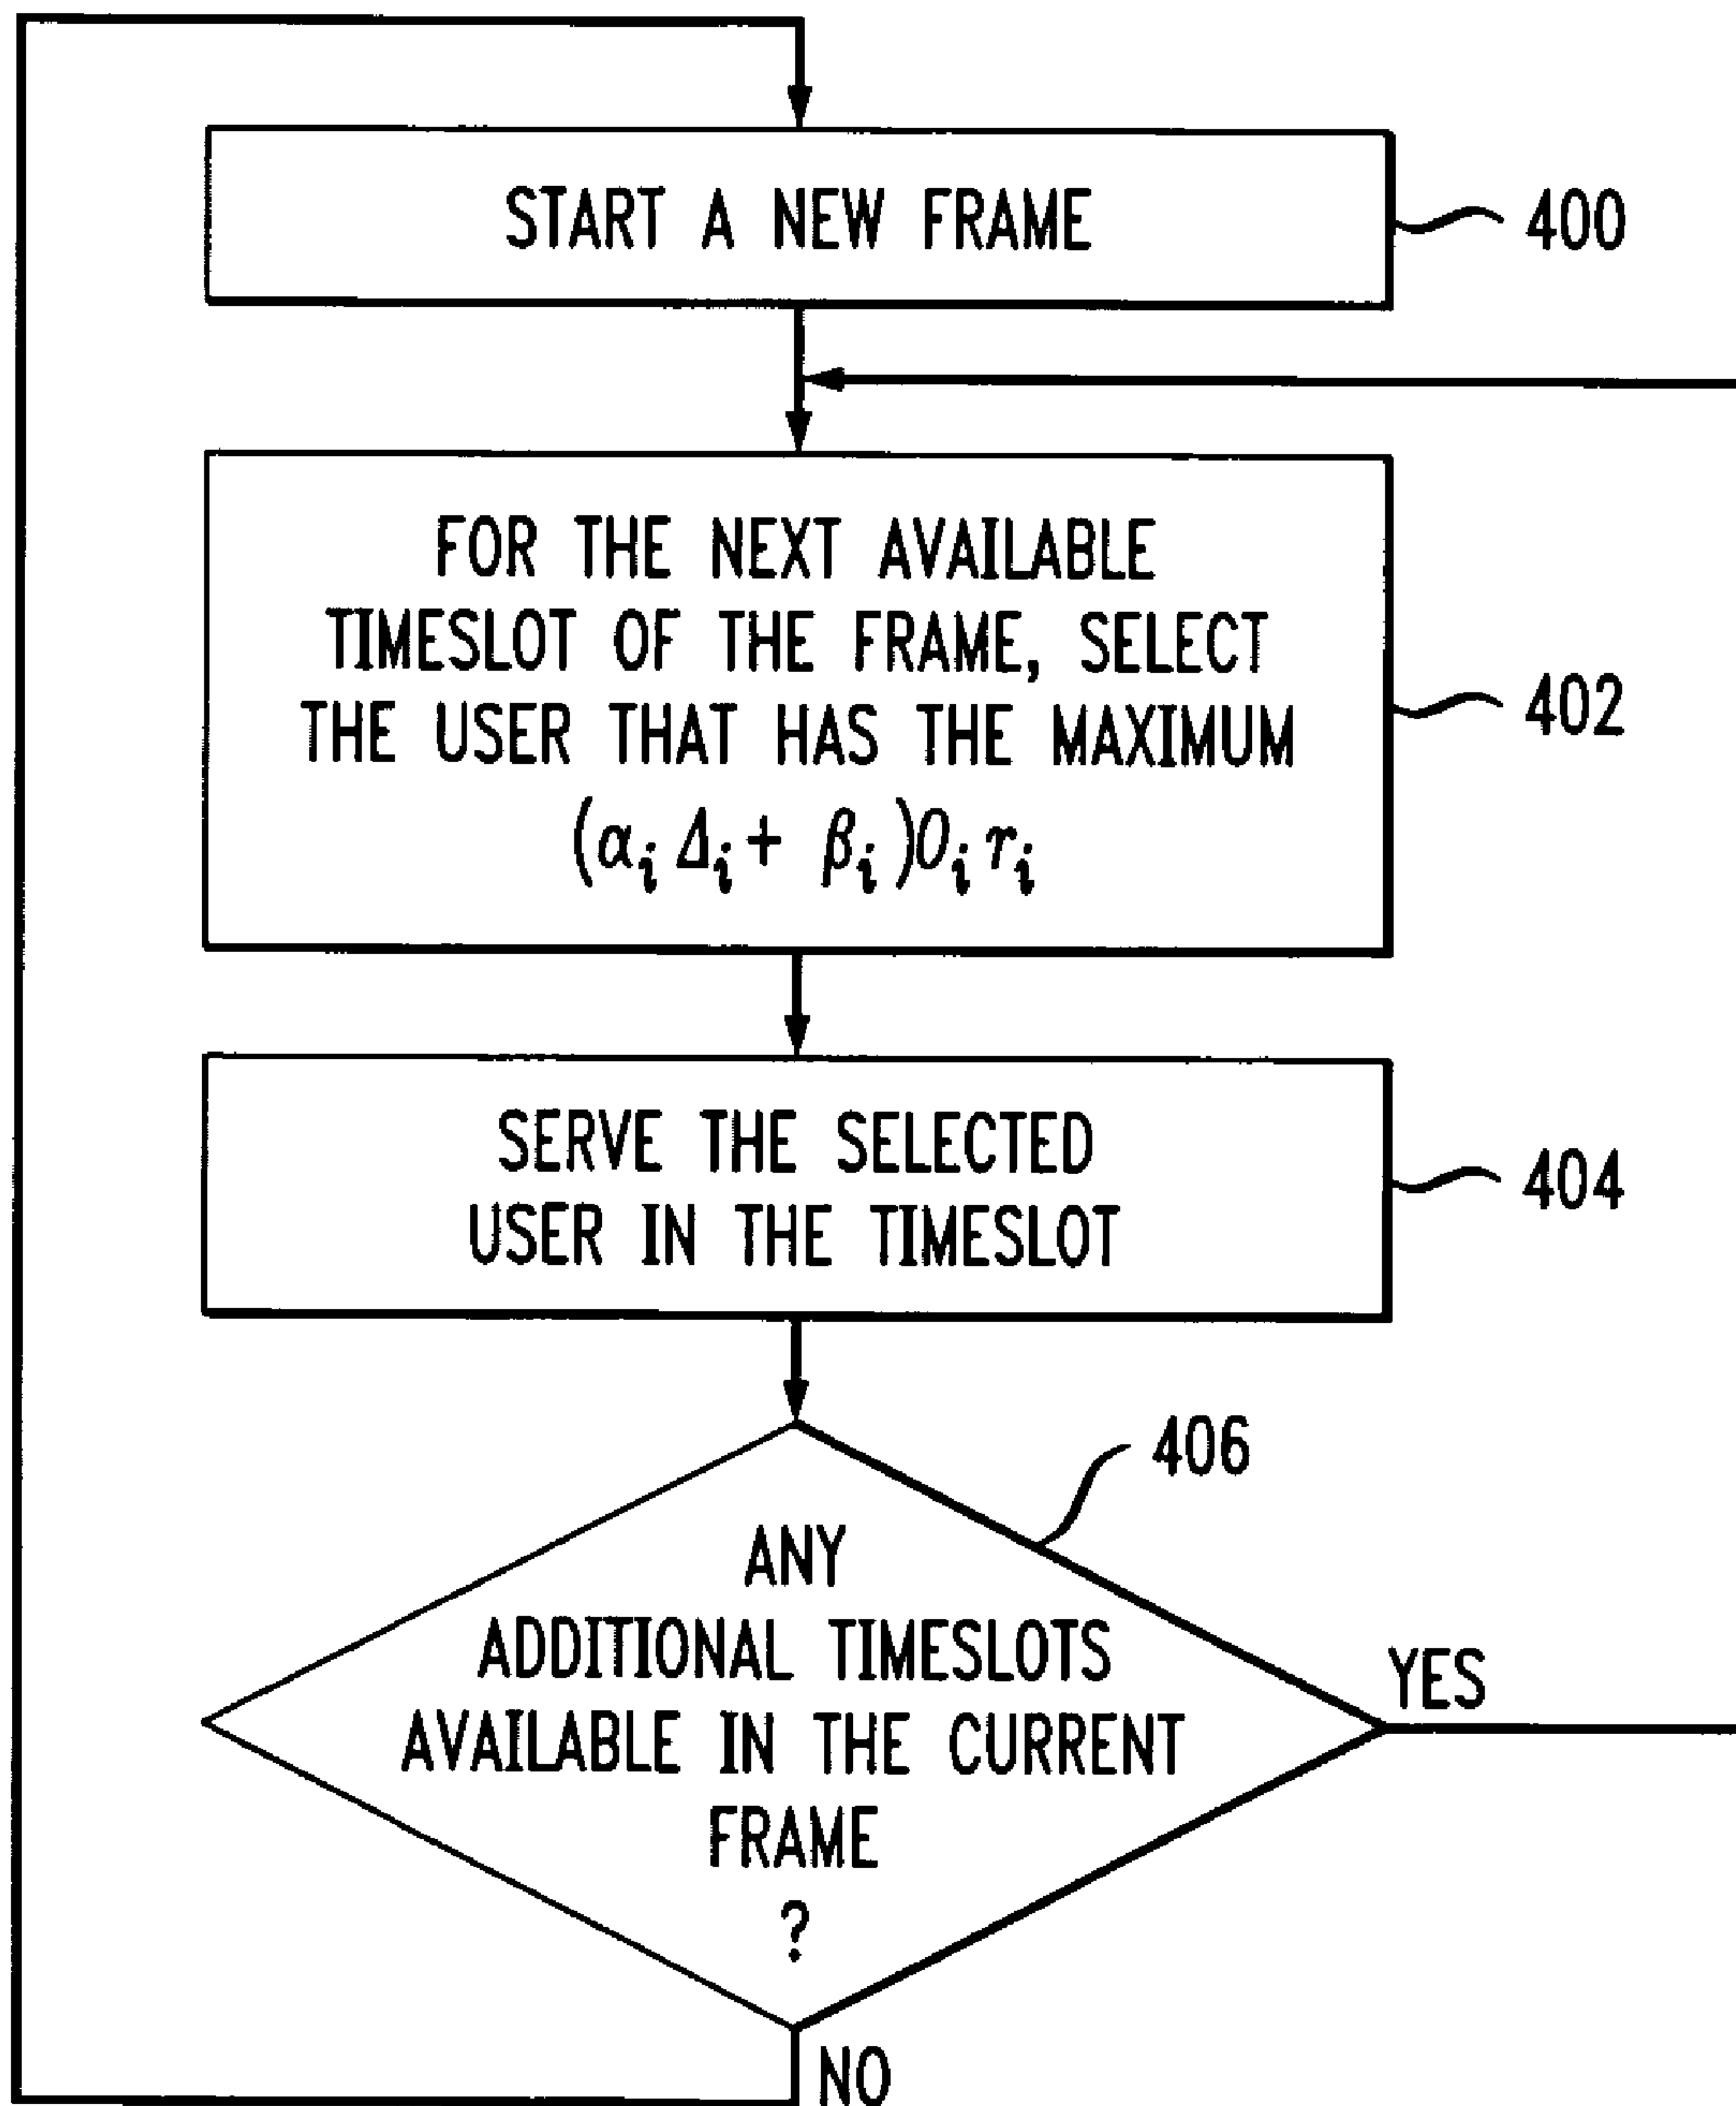 START A NEW FRAME
400
FOR THE NEXT AVAILABLE
TIMESLOT OF THE FRAME, SELECT
THE USER THAT HAS THE MAXIMUM
(αᵢ Δᵢ + βᵢ)Oᵢ rᵢ
402
SERVE THE SELECTED
USER IN THE TIMESLOT
404
406
ANY
ADDITIONAL TIMESLOTS
AVAILABLE IN THE CURRENT
FRAME
?
YES
NO